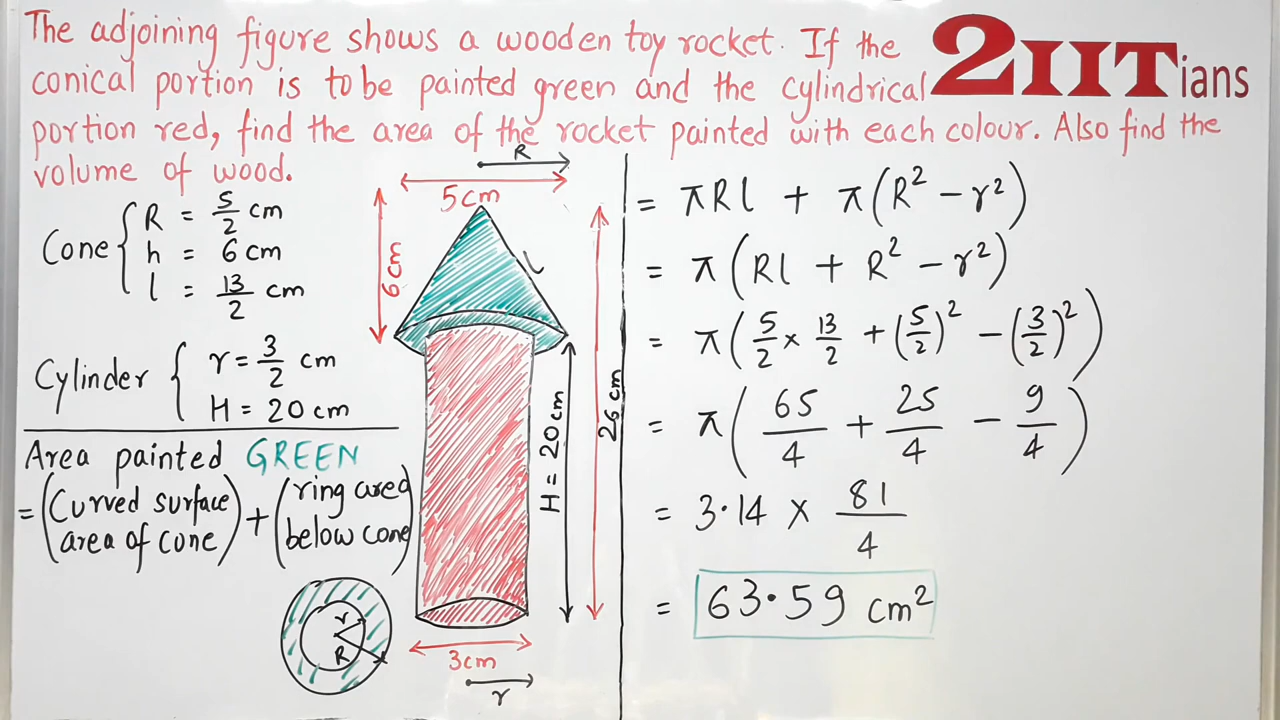 The adjoining figure shows a wooden toy rocket. If the
conical portion is to be painted green and the cylindrical
portion red, find the area of the rocket painted with each colour. Also find the
volume of wood.
2IITians
Cone { R = 5/2 cm
h = 6 cm
l = 13/2 cm
Cylinder { r = 3/2 cm
H = 20 cm
Area painted GREEN
= (Curved surface area of cone) + (ring area below cone)
r
R
R
5cm
6cm
l
H = 20 cm
26 cm
3cm
r
= πRl + π(R² − r²)
= π(Rl + R² − r²)
= π(5/2 × 13/2 + (5/2)² − (3/2)²)
= π(65/4 + 25/4 − 9/4)
= 3·14 × 81/4
= 63·59 cm²